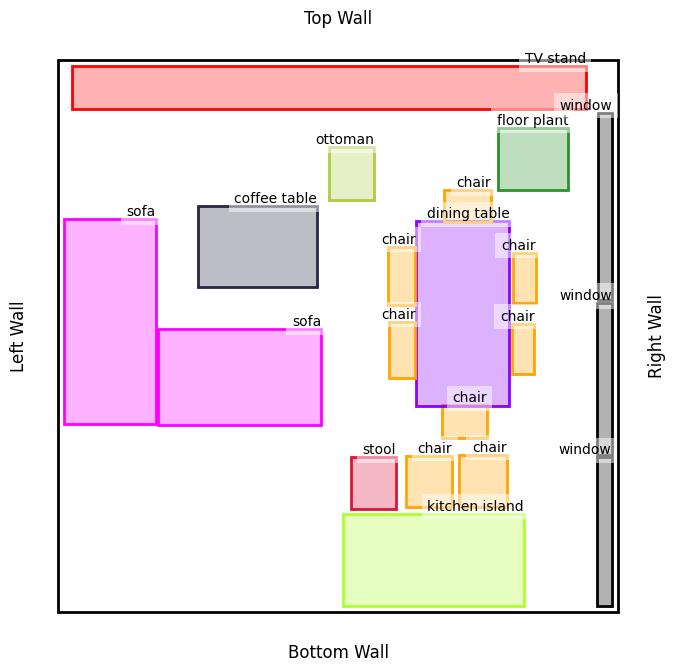 Top Wall
TV stand
window
floor plant
ottoman
chair
coffee table
sofa
dining table
chair
chair
window
chair
chair
sofa
Left Wall
Right Wall
chair
stool
chair
chair
window
kitchen island
Bottom Wall